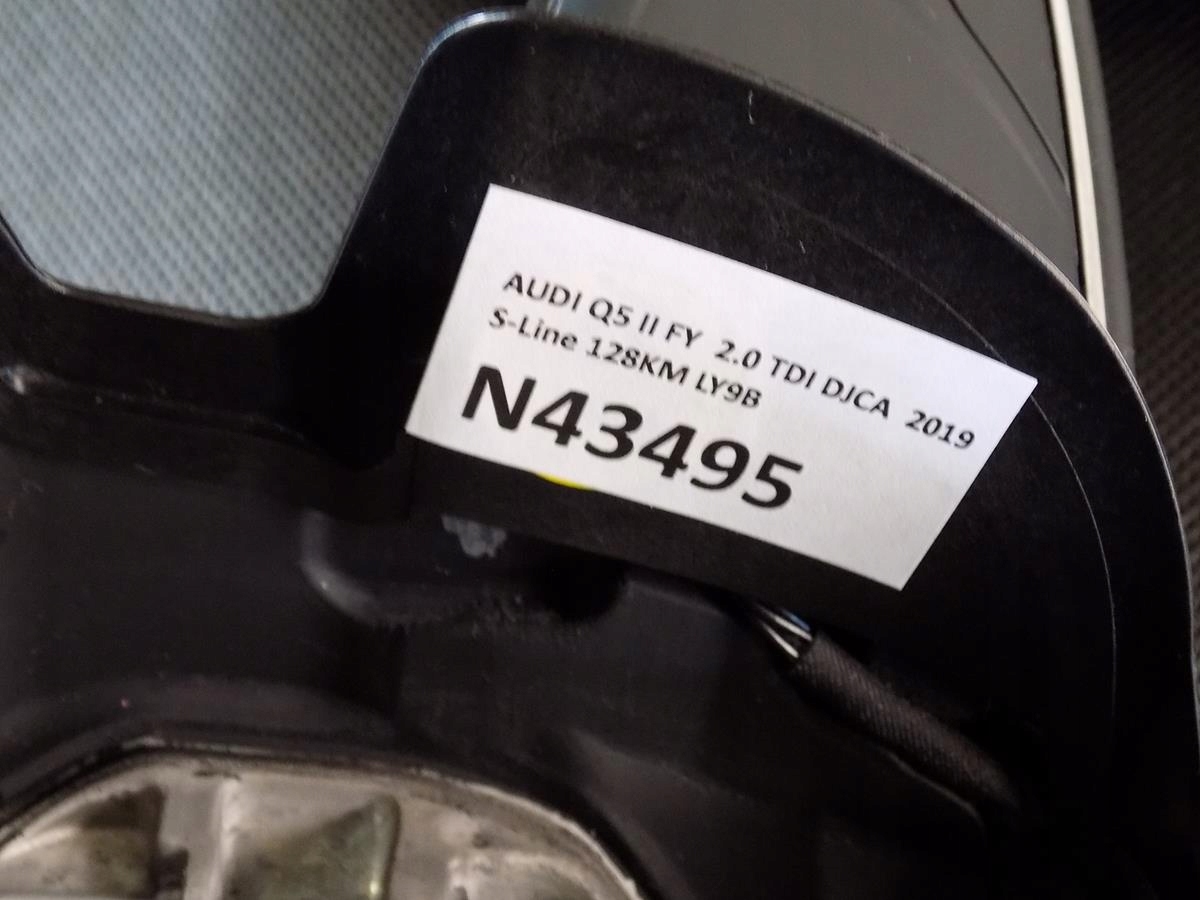 AUDI Q5 II FY 2.0 TDI DJCA 2019
S-Line 128KM LY9B
N43495